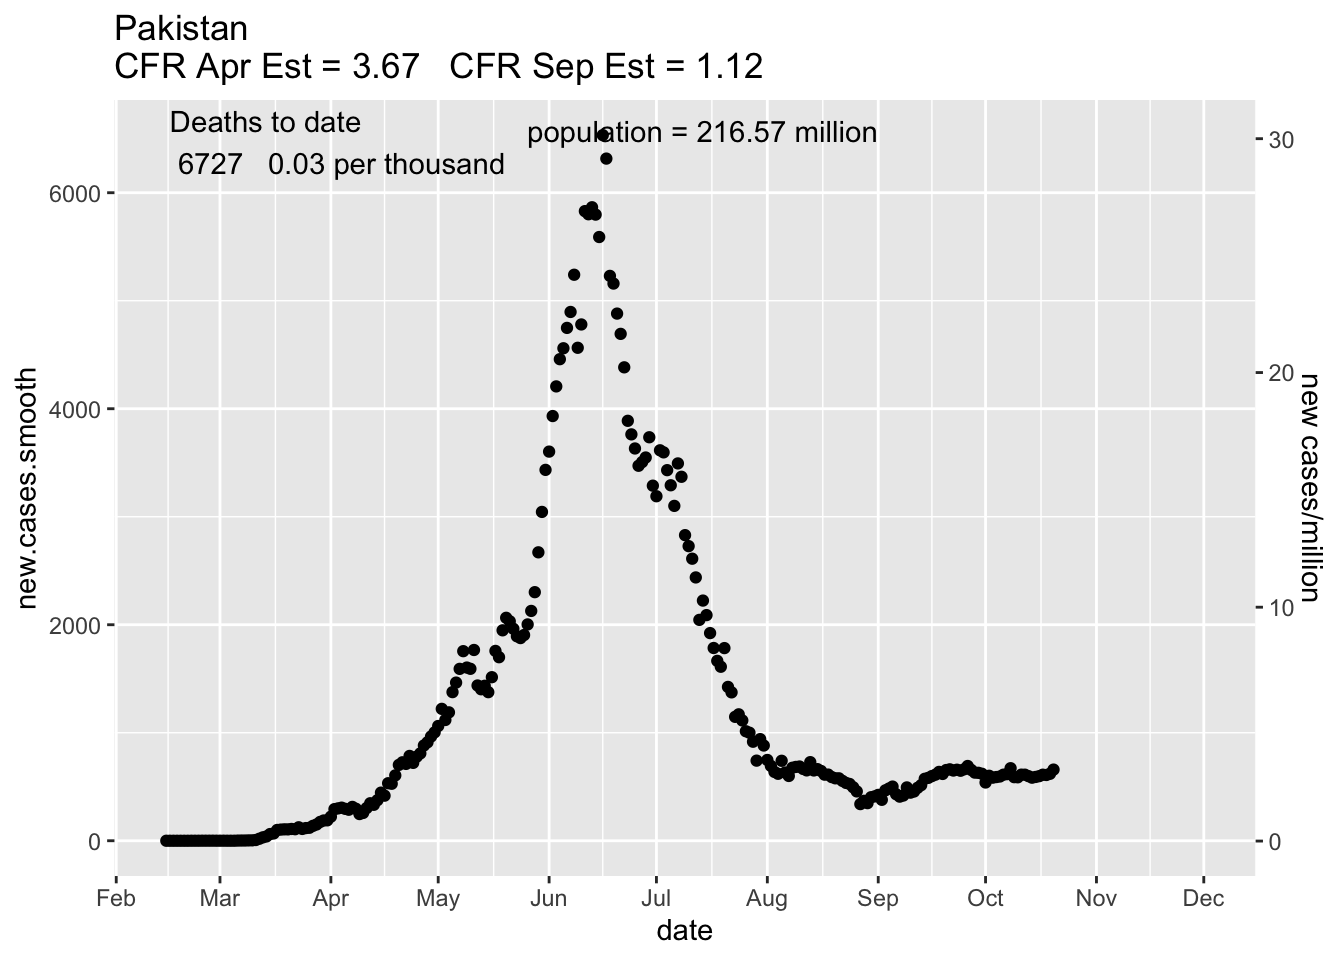 Pakistan
CFR Apr Est = 3.67   CFR Sep Est = 1.12
Deaths to date
6727   0.03 per thousand
population = 216.57 million
new.cases.smooth
6000
4000
2000
0
30
20
10
0
new cases/million
Feb Mar Apr May Jun Jul Aug Sep Oct Nov Dec
date